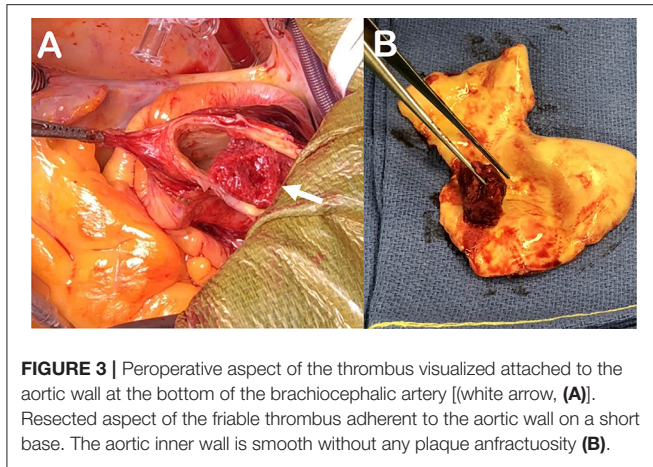 A
B
FIGURE 3 | Peroperative aspect of the thrombus visualized attached to the
aortic wall at the bottom of the brachiocephalic artery [(white arrow, (A)].
Resected aspect of the friable thrombus adherent to the aortic wall on a short
base. The aortic inner wall is smooth without any plaque anfractuosity (B).